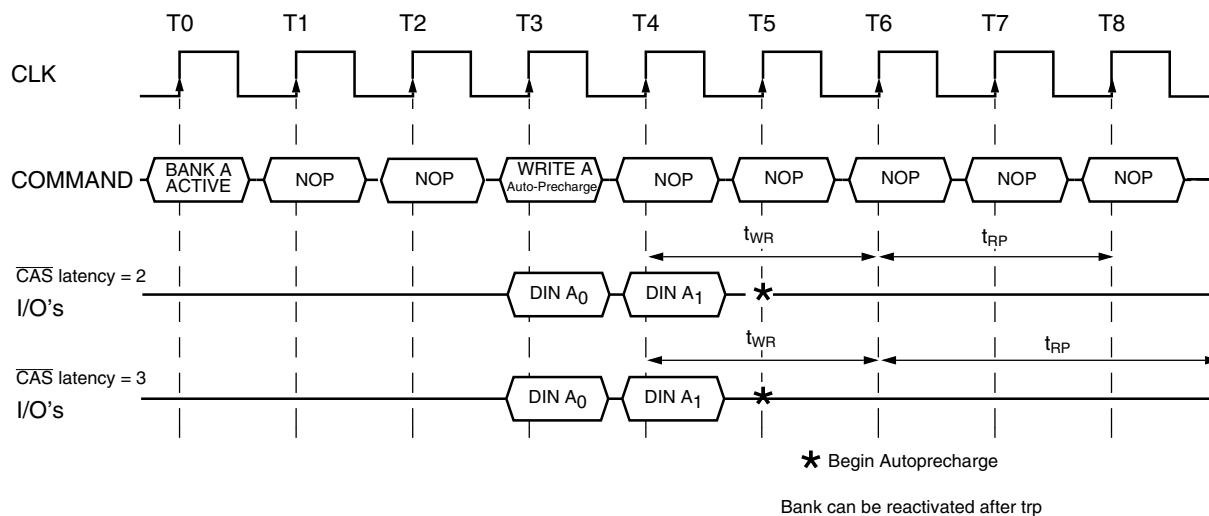 T0 T1 T2 T3 T4 T5 T6 T7 T8
CLK
COMMAND
BANK A
ACTIVE
NOP
NOP
WRITE A
Auto-Precharge
NOP
NOP
NOP
NOP
NOP
tWR
tRP
CAS latency = 2
I/O's
DIN A0
DIN A1
*
tWR
tRP
CAS latency = 3
I/O's
DIN A0
DIN A1
*
* Begin Autoprecharge
Bank can be reactivated after trp